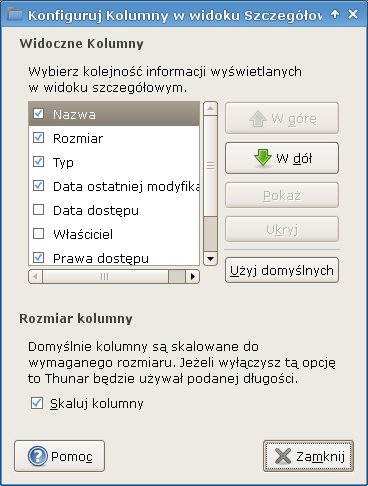 Konfiguruj Kolumny w widoku Szczegółow
Widoczne Kolumny
Wybierz kolejność informacji wyświetlanych
w widoku szczegółowym.
Nazwa
Rozmiar
Typ
Data ostatniej modyfika
Data dostępu
Właściciel
Prawa dostępu
W górę
W dół
Pokaż
Ukryj
Użyj domyślnych
Rozmiar kolumny
Domyślnie kolumny są skalowane do
wymaganego rozmiaru. Jeżeli wyłączysz tą opcję
to Thunar będzie używał podanej długości.
Skaluj kolumny
Pomoc
Zamknij